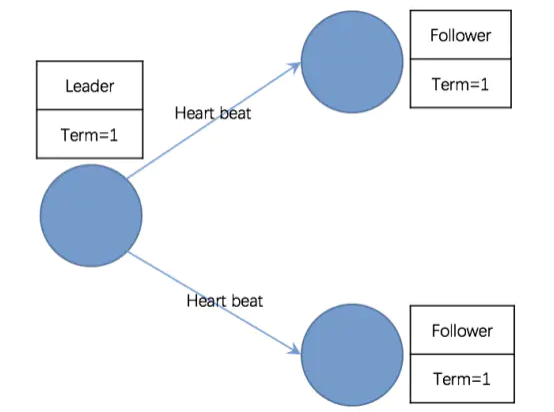 Leader
Term=1
Heart beat
Follower
Term=1
Heart beat
Follower
Term=1